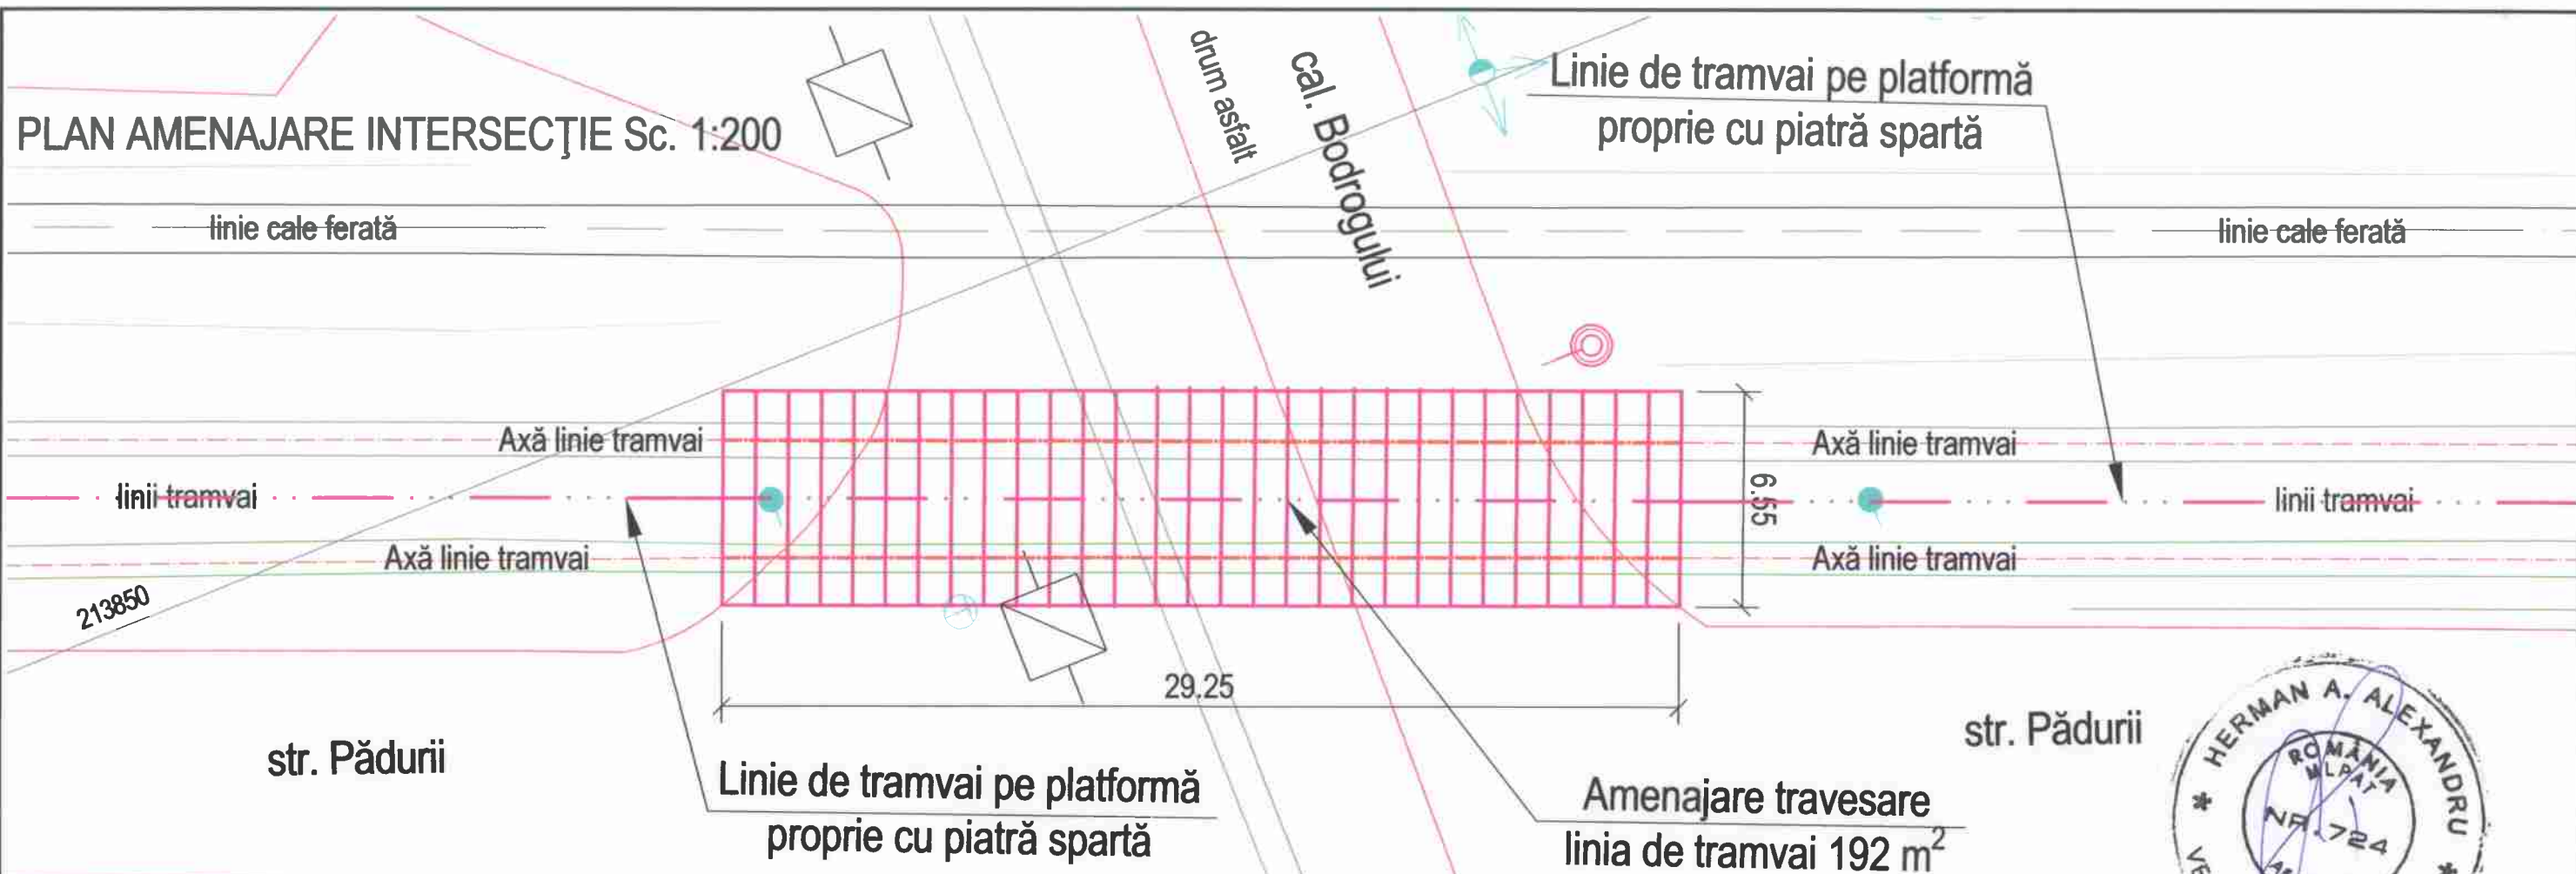 PLAN AMENAJARE INTERSECŢIE Sc. 1:200
drum asfalt
cal. Bodrogului
Linie de tramvai pe platformă
proprie cu piatră spartă
linie cale ferată
linie cale ferată
Axă linie tramvai
Axă linie tramvai
linii tramvai
linii tramvai
6.55
Axă linie tramvai
Axă linie tramvai
213850
29.25
str. Pădurii
str. Pădurii
Linie de tramvai pe platformă
proprie cu piatră spartă
Amenajare travesare
linia de tramvai 192 m²
* HERMAN A. ALEXANDRU *
ROMÂNIA
MLPAT
NR. 724